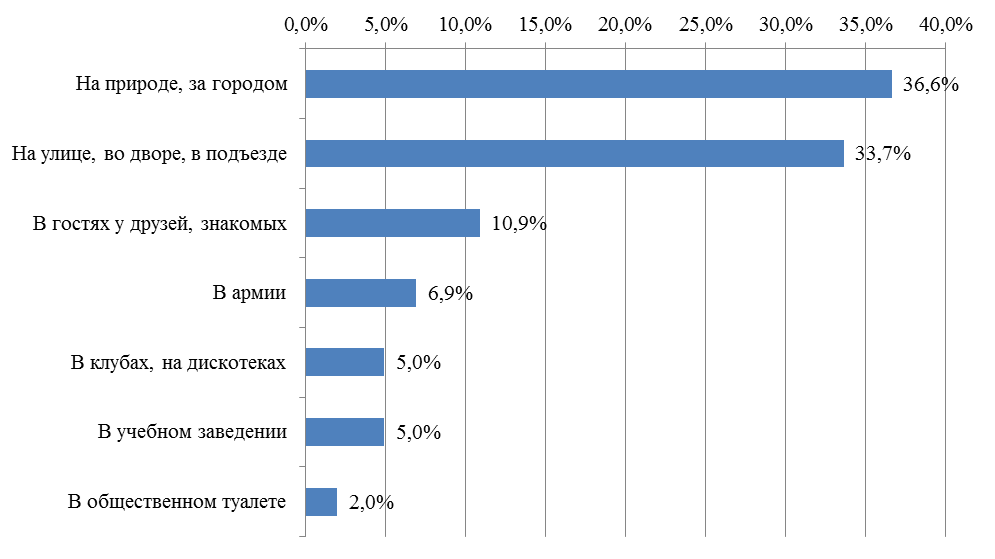 0,0% 5,0% 10,0% 15,0% 20,0% 25,0% 30,0% 35,0% 40,0%
На природе, за городом 36,6%
На улице, во дворе, в подъезде 33,7%
В гостях у друзей, знакомых 10,9%
В армии 6,9%
В клубах, на дискотеках 5,0%
В учебном заведении 5,0%
В общественном туалете 2,0%